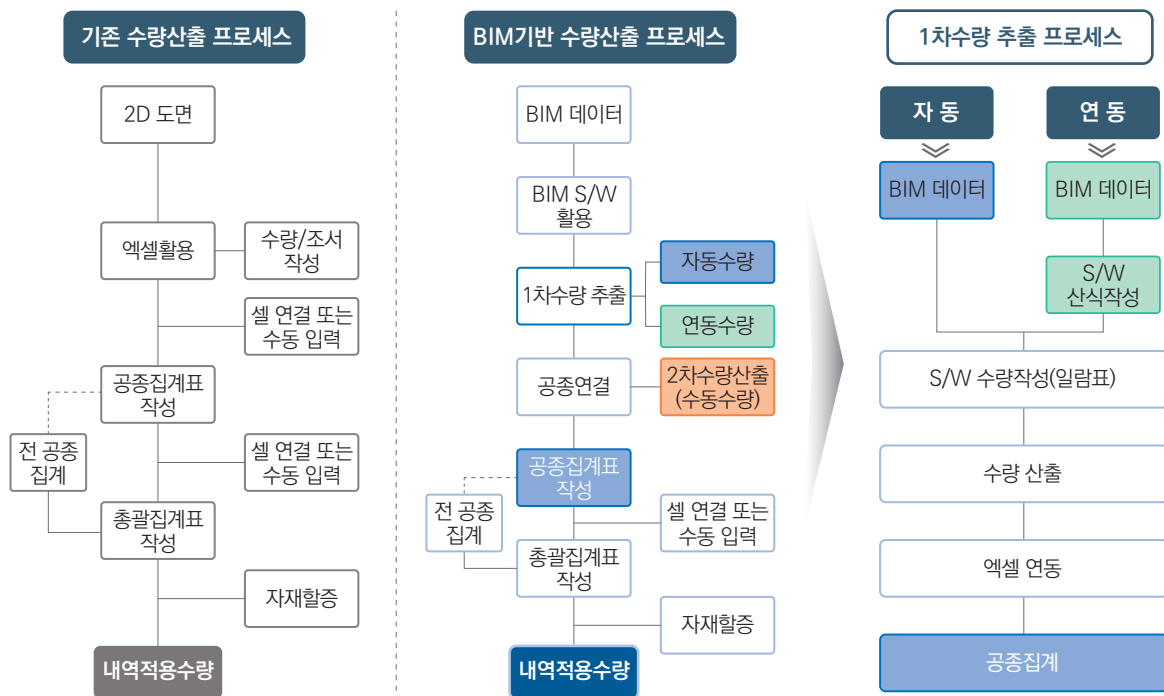 기존 수량산출 프로세스
2D 도면
엑셀활용
수량/조서
작성
셀 연결 또는
수동 입력
공종집계표
작성
전 공종
집계
셀 연결 또는
수동 입력
총괄집계표
작성
자재할증
내역적용수량
BIM기반 수량산출 프로세스
BIM 데이터
BIM S/W
활용
자동수량
1차수량 추출
연동수량
공종연결
2차수량산출
(수동수량)
공종집계표
작성
전 공종
집계
셀 연결 또는
수동 입력
총괄집계표
작성
자재할증
내역적용수량
1차수량 추출 프로세스
자 동
연 동
BIM 데이터
BIM 데이터
S/W
산식작성
S/W 수량작성(일람표)
수량 산출
엑셀 연동
공종집계